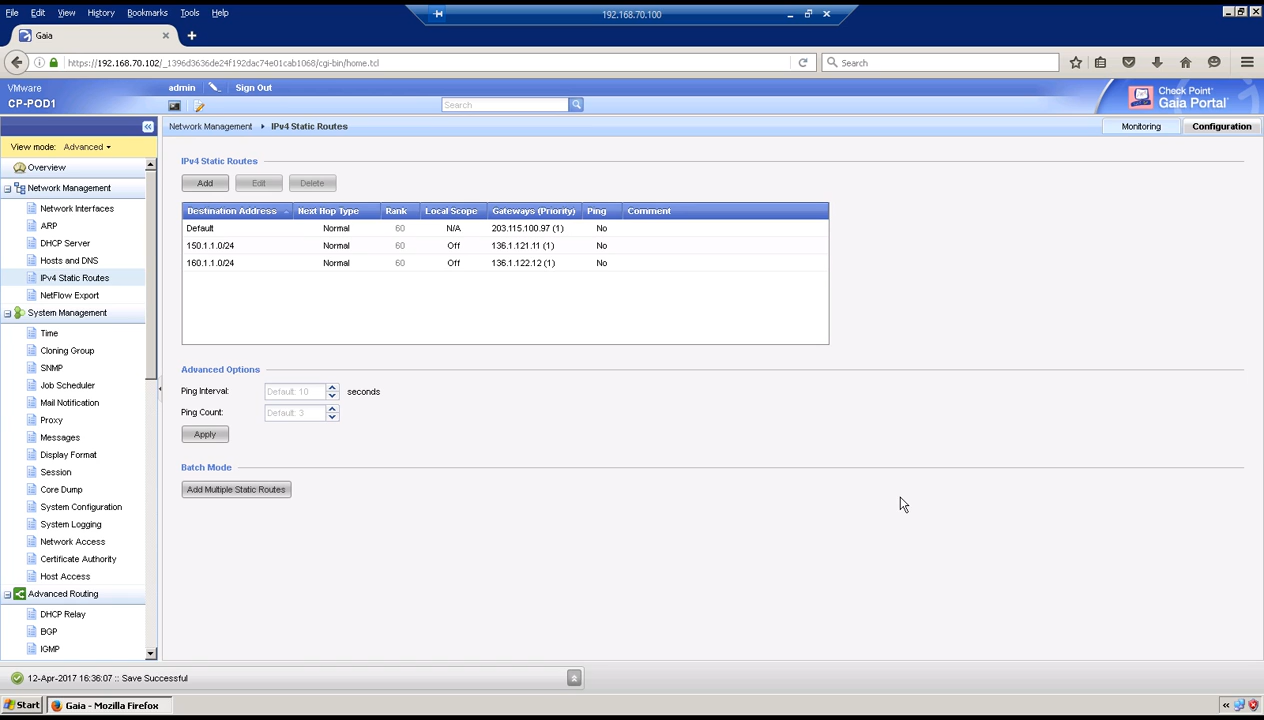 File Edit View History Bookmarks Tools Help
192.168.70.100
Gaia
https://192.168.70.102/_1396d3636de24f192dac74e01cab1068/cgi-bin/home.tcl
Search
VMware
CP-POD1
admin
Sign Out
Search
Check Point
Gaia Portal
Network Management IPv4 Static Routes
Monitoring Configuration
View mode: Advanced
Overview
Network Management
Network Interfaces
ARP
DHCP Server
Hosts and DNS
IPv4 Static Routes
NetFlow Export
System Management
Time
Cloning Group
SNMP
Job Scheduler
Mail Notification
Proxy
Messages
Display Format
Session
Core Dump
System Configuration
System Logging
Network Access
Certificate Authority
Host Access
Advanced Routing
DHCP Relay
BGP
IGMP
IPv4 Static Routes
Add Edit Delete
Destination Address Next Hop Type Rank Local Scope Gateways (Priority) Ping Comment
Default Normal 60 N/A 203.115.100.97 (1) No
150.1.1.0/24 Normal 60 Off 136.1.121.11 (1) No
160.1.1.0/24 Normal 60 Off 136.1.122.12 (1) No
Advanced Options
Ping Interval: Default: 10 seconds
Ping Count: Default: 3
Apply
Batch Mode
Add Multiple Static Routes
12-Apr-2017 16:36:07 :: Save Successful
Start Gaia - Mozilla Firefox